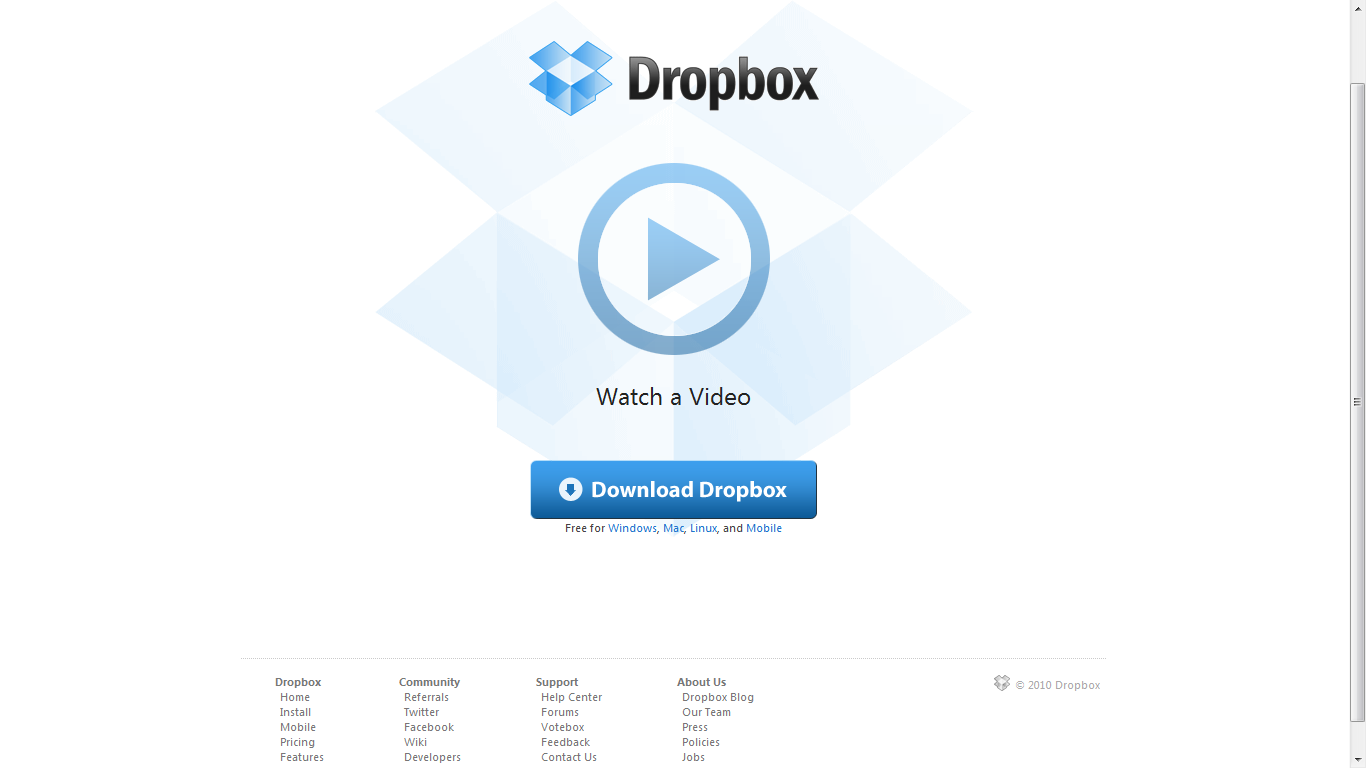 Dropbox
Watch a Video
Download Dropbox
Free for Windows, Mac, Linux, and Mobile
Dropbox
Home
Install
Mobile
Pricing
Features
Community
Referrals
Twitter
Facebook
Wiki
Developers
Support
Help Center
Forums
Votebox
Feedback
Contact Us
About Us
Dropbox Blog
Our Team
Press
Policies
Jobs
© 2010 Dropbox